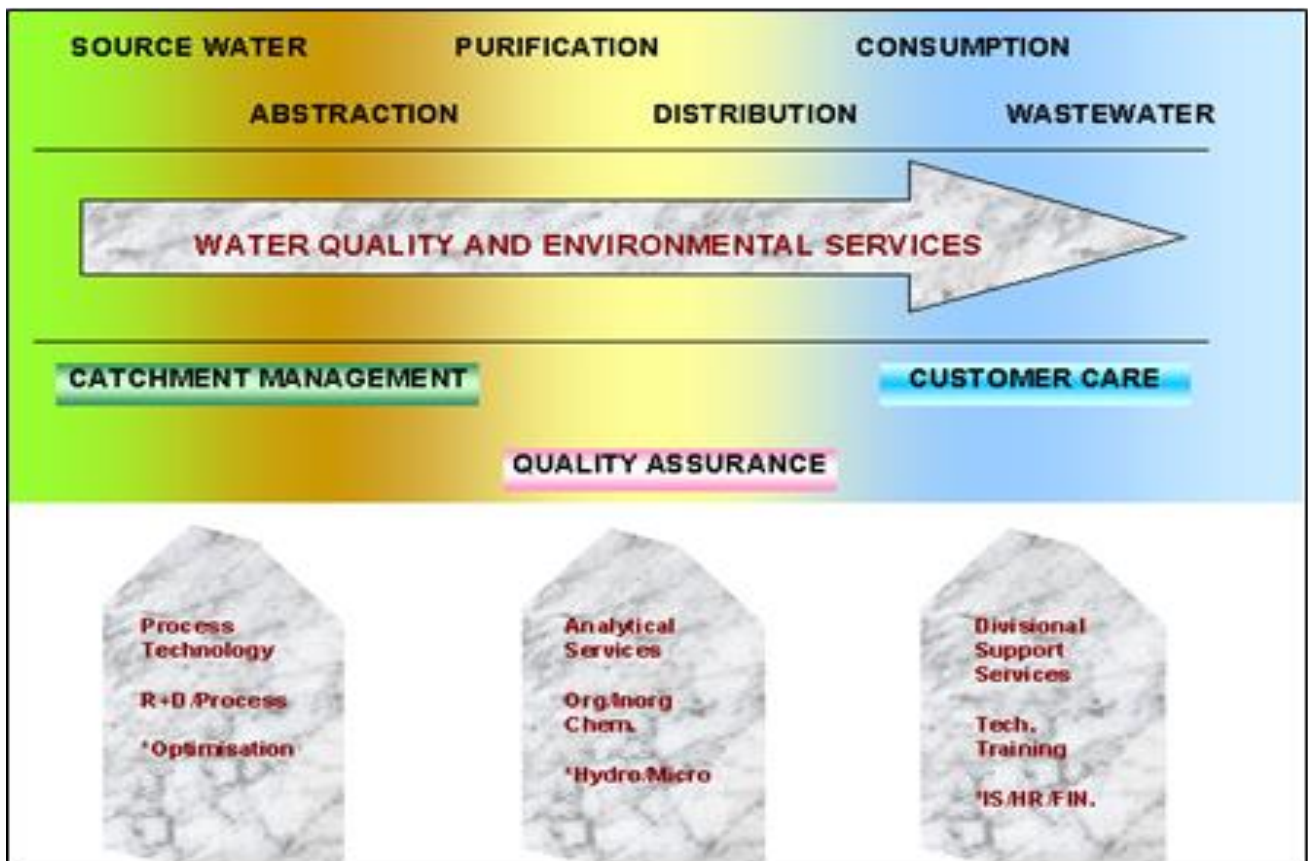 SOURCE WATER PURIFICATION CONSUMPTION
ABSTRACTION DISTRIBUTION WASTEWATER
WATER QUALITY AND ENVIRONMENTAL SERVICES
CATCHMENT MANAGEMENT CUSTOMER CARE
QUALITY ASSURANCE
Process
Technology
R+D/Process
*Optimisation
Analytical
Services
Org/Inorg
Chem.
*Hydro/Micro
Divisional
Support
Services
Tech.
Training
*IS/HR/FIN.